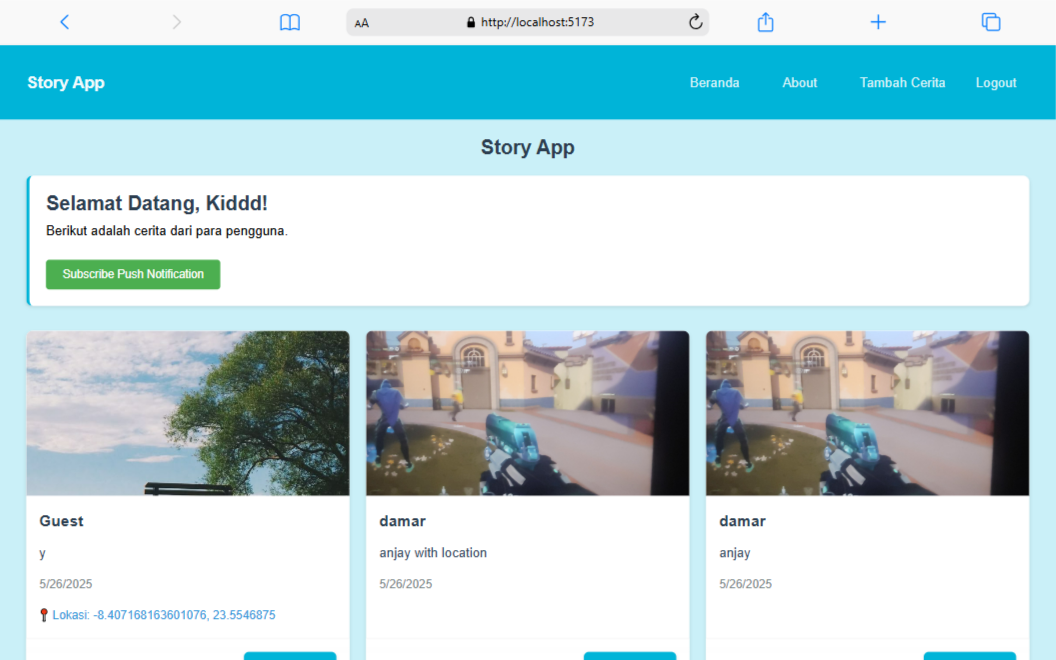 AA
http://localhost:5173
Story App
Beranda
About
Tambah Cerita
Logout
Story App
Selamat Datang, Kiddd!
Berikut adalah cerita dari para pengguna.
Subscribe Push Notification
Guest
y
5/26/2025
Lokasi: -8.407168163601076, 23.5546875
damar
anjay with location
5/26/2025
damar
anjay
5/26/2025